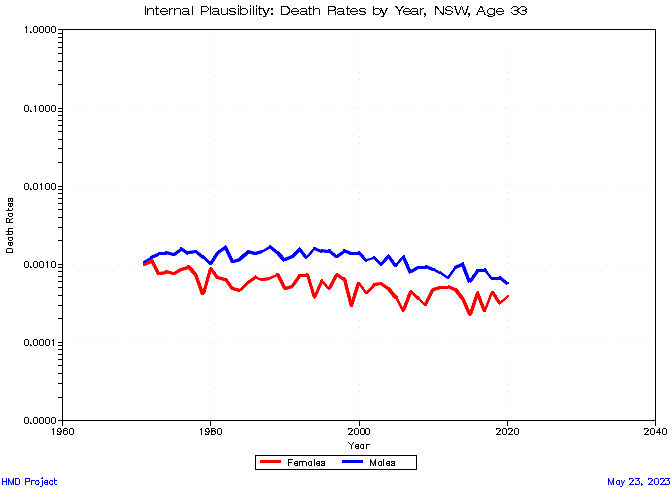 Internal Plausibility: Death Rates by Year, NSW, Age 33
1.0000
0.1000
0.0100
0.0010
0.0001
0.0000
Death Rates
1960
1980
2000
2020
2040
Year
Females Males
HMD Project
May 23, 2023